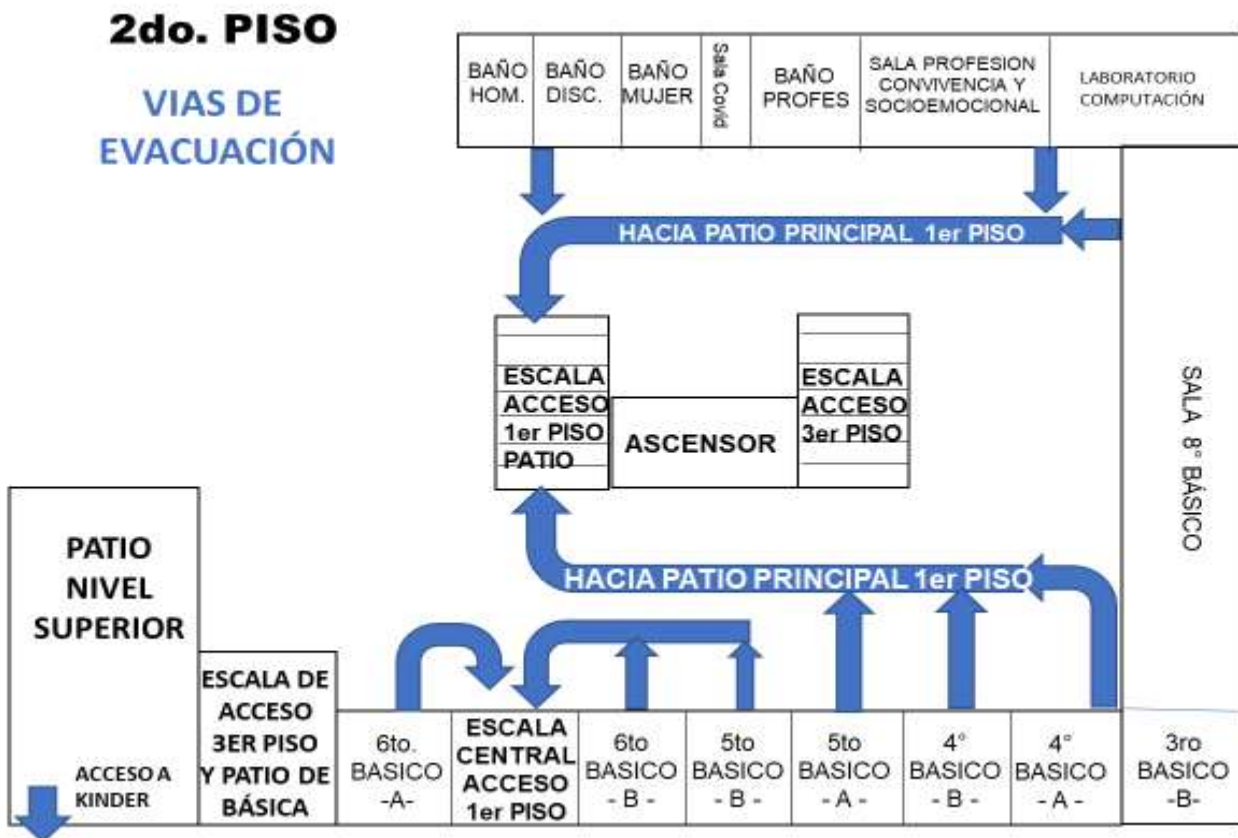 2do. PISO
VIAS DE
EVACUACIÓN
BAÑO
HOM.
BAÑO
DISC.
BAÑO
MUJER
Sala Covid
BAÑO
PROFES
SALA PROFESION
CONVIVENCIA Y
SOCIOEMOCIONAL
LABORATORIO
COMPUTACIÓN
HACIA PATIO PRINCIPAL 1er PISO
ESCALA
ACCESO
1er PISO
PATIO
ASCENSOR
ESCALA
ACCESO
3er PISO
SALA 8° BÁSICO
HACIA PATIO PRINCIPAL 1er PISO
PATIO
NIVEL
SUPERIOR
ACCESO A
KINDER
ESCALA DE
ACCESO
3ER PISO
Y PATIO DE
BÁSICA
6to.
BASICO
-A-
ESCALA
CENTRAL
ACCESO
1er PISO
6to
BASICO
- B -
5to
BASICO
- B -
5to
BASICO
- A -
4°
BASICO
- B -
4°
BASICO
- A -
3ro
BASICO
-B-